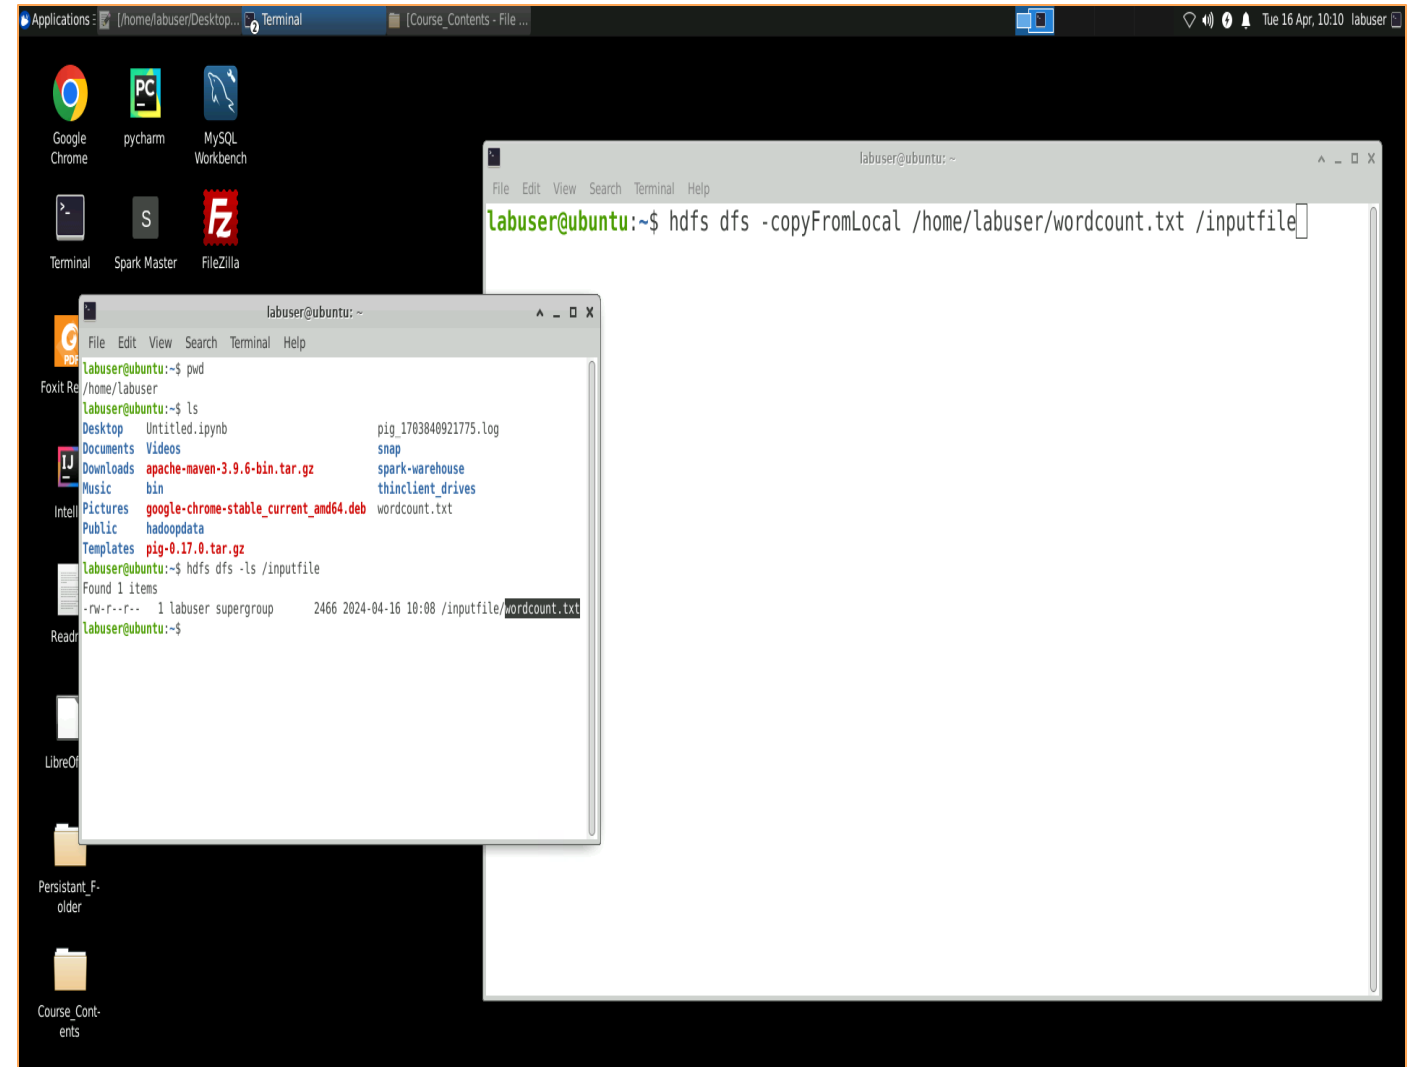 Applications : [/home/labuser/Desktop... 2 Terminal [Course_Contents - File ... Tue 16 Apr, 10:10 labuser
Google Chrome
PC
pycharm
MySQL Workbench
Terminal
S
Spark Master
Fz
FileZilla
PDF
Foxit Re
IJ
Intell
Readr
LibreOf
Persistant_F-
older
Course_Cont-
ents
labuser@ubuntu: ~
File Edit View Search Terminal Help
labuser@ubuntu:~$ hdfs dfs -copyFromLocal /home/labuser/wordcount.txt /inputfile
labuser@ubuntu: ~
File Edit View Search Terminal Help
labuser@ubuntu:~$ pwd
/home/labuser
labuser@ubuntu:~$ ls
Desktop Untitled.ipynb pig_1703840921775.log
Documents Videos snap
Downloads apache-maven-3.9.6-bin.tar.gz spark-warehouse
Music bin thinclient_drives
Pictures google-chrome-stable_current_amd64.deb wordcount.txt
Public hadoopdata
Templates pig-0.17.0.tar.gz
labuser@ubuntu:~$ hdfs dfs -ls /inputfile
Found 1 items
-rw-r--r-- 1 labuser supergroup 2466 2024-04-16 10:08 /inputfile/wordcount.txt
labuser@ubuntu:~$